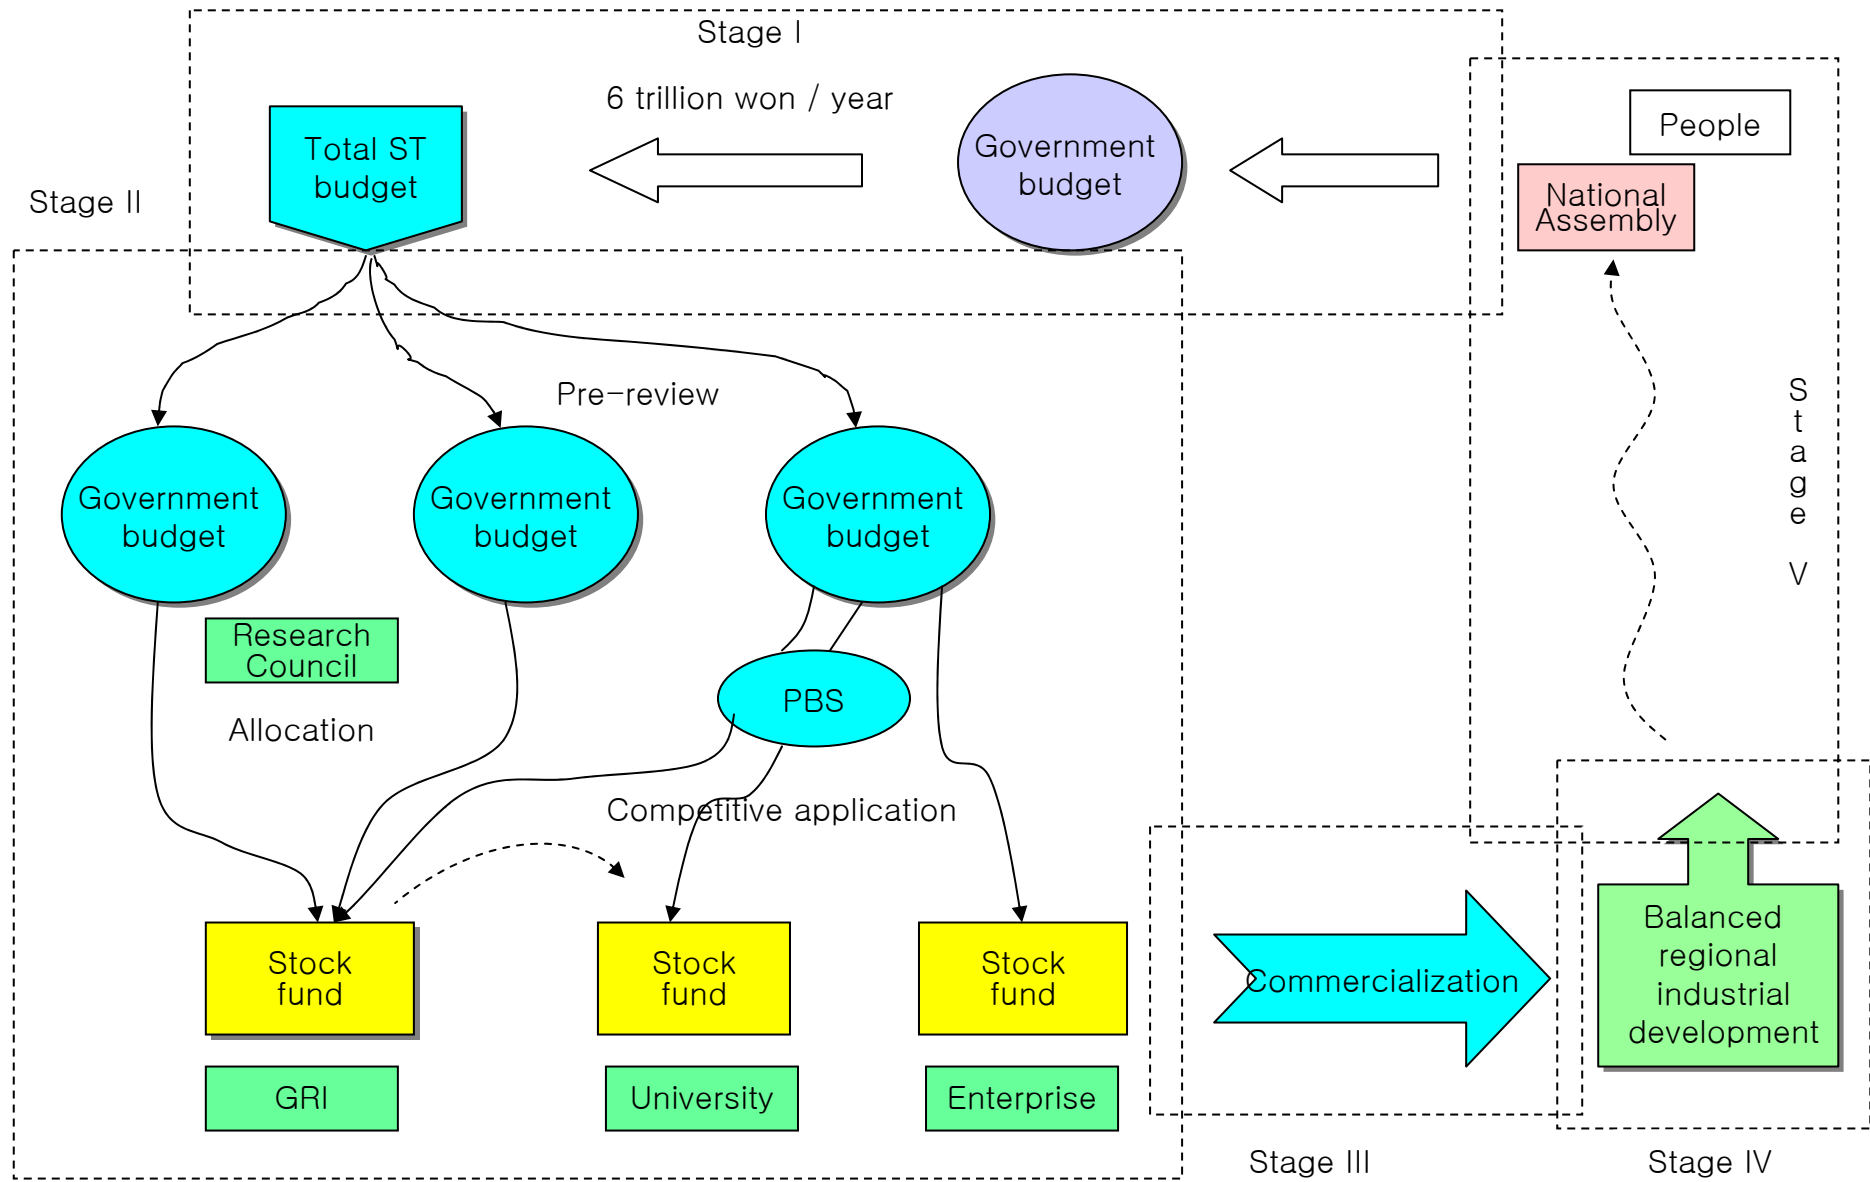 Stage I
6 trillion won / year
People
Total ST
budget
Government
budget
National
Assembly
Stage II
Pre-review
Government
budget
Government
budget
Government
budget
S
t
a
g
e
V
Research
Council
PBS
Allocation
Competitive application
Stock
fund
Stock
fund
Stock
fund
Commercialization
Balanced
regional
industrial
development
GRI
University
Enterprise
Stage III
Stage IV